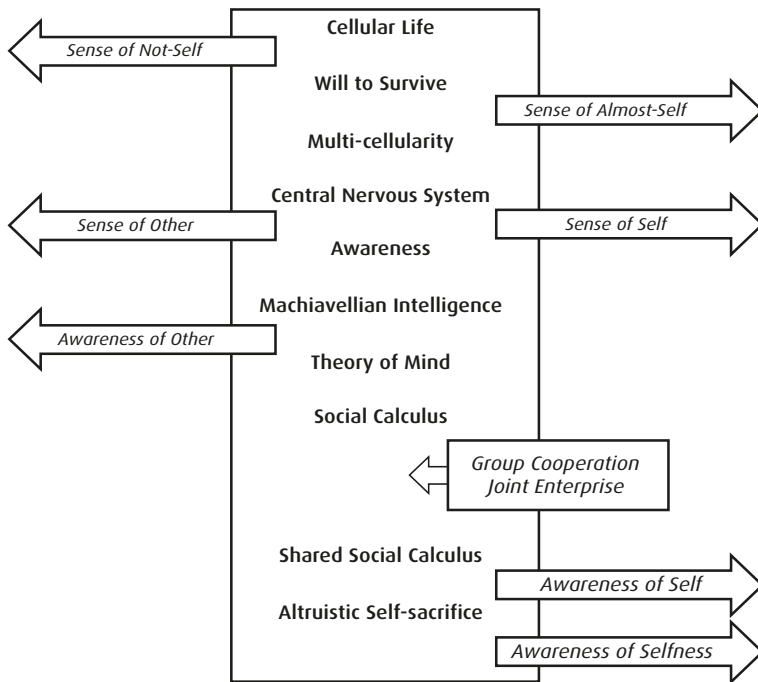 Cellular Life
Sense of Not-Self
Will to Survive
Sense of Almost-Self
Multi-cellularity
Central Nervous System
Sense of Other
Sense of Self
Awareness
Machiavellian Intelligence
Awareness of Other
Theory of Mind
Social Calculus
Group Cooperation
Joint Enterprise
Shared Social Calculus
Awareness of Self
Altruistic Self-sacrifice
Awareness of Selfness